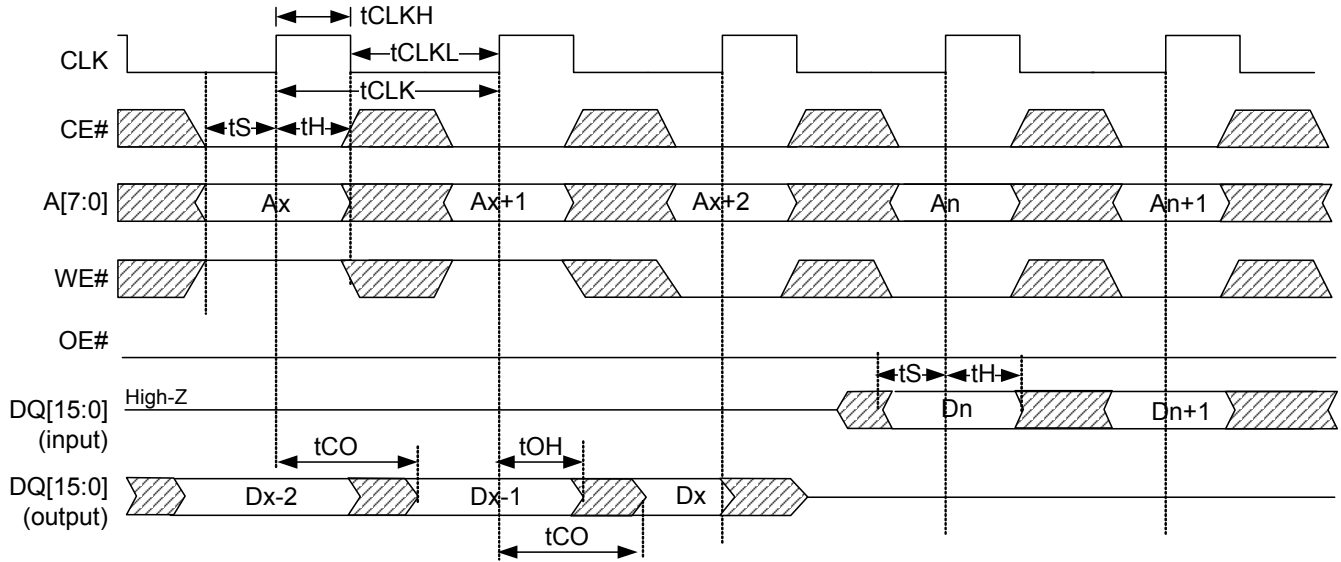 tCLKH
CLK
tCLKL
tCLK
CE#
tS
tH
A[7:0]
Ax
Ax+1
Ax+2
An
An+1
WE#
OE#
tS
tH
DQ[15:0]
(input)
High-Z
Dn
Dn+1
tCO
tOH
DQ[15:0]
(output)
Dx-2
Dx-1
Dx
tCO